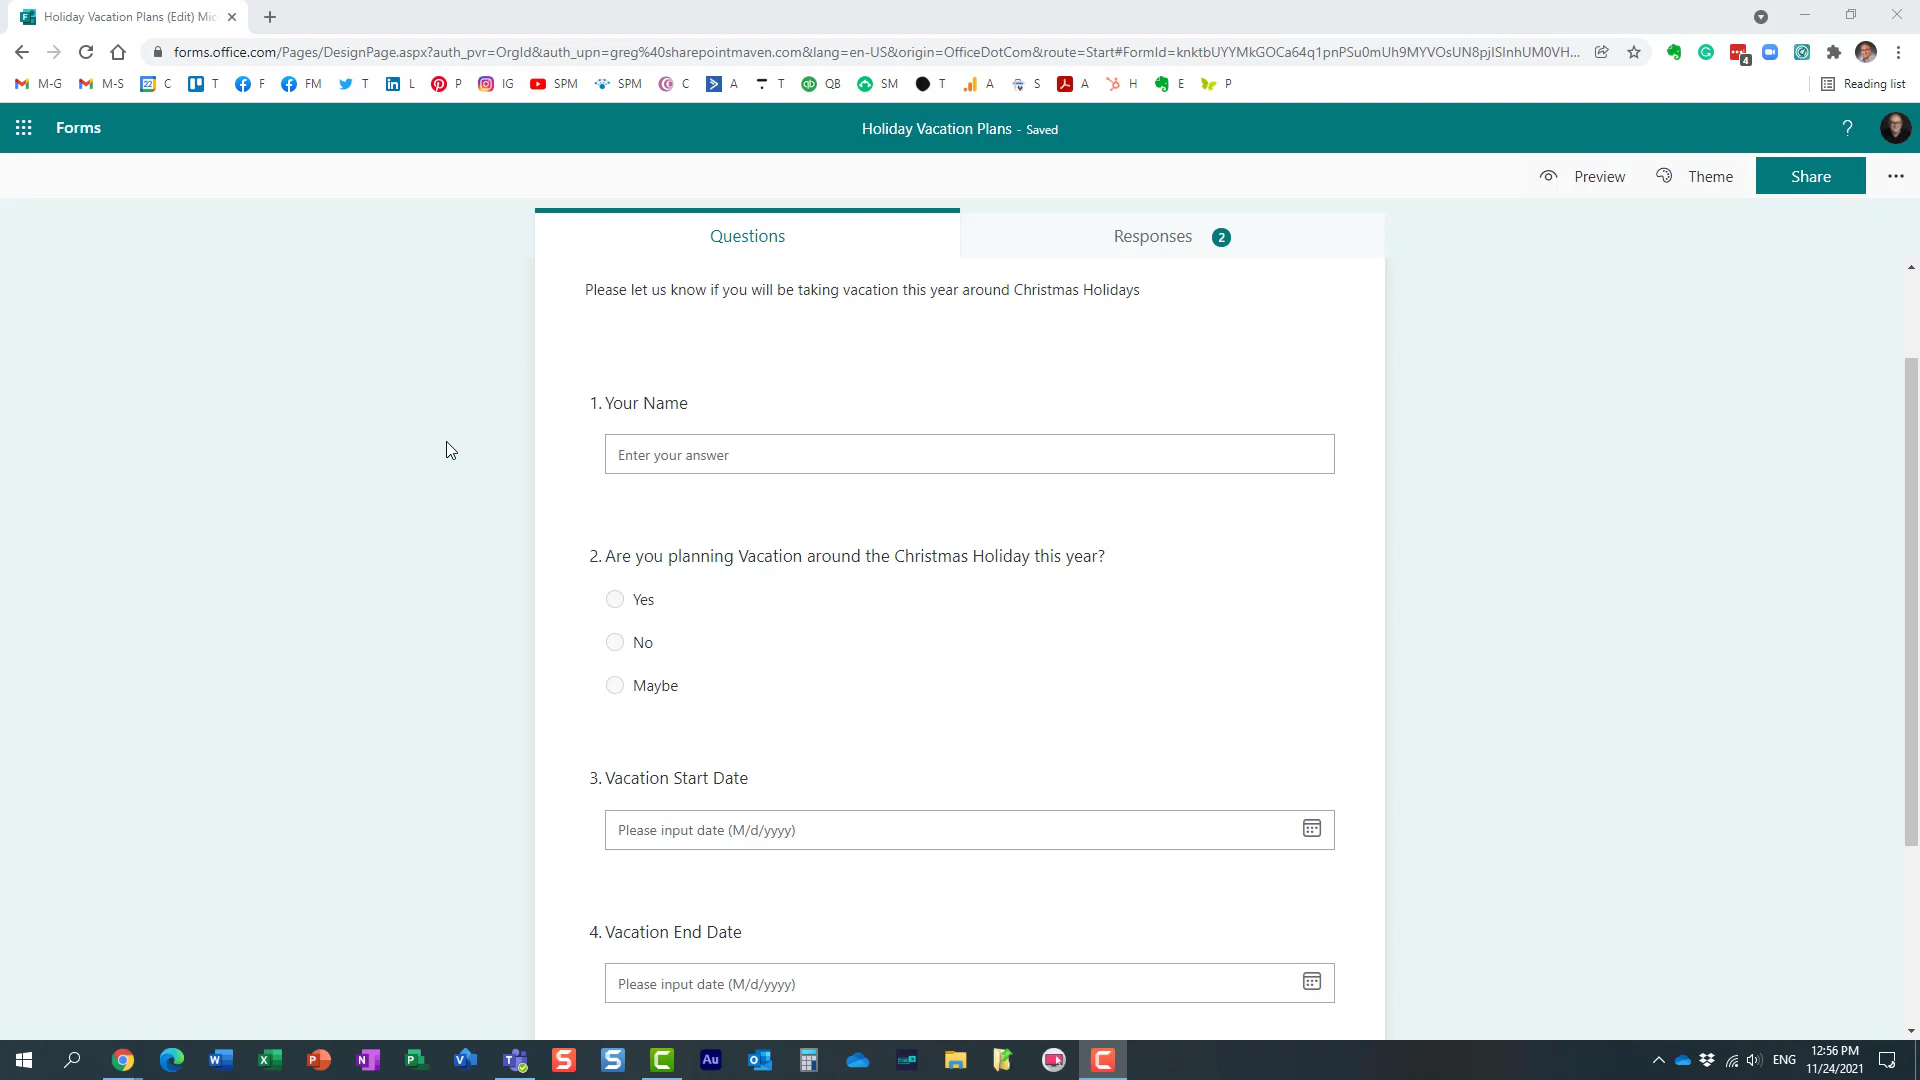 Holiday Vacation Plans (Edit) Mic
forms.office.com/Pages/DesignPage.aspx?auth_pvr=OrgId&auth_upn=greg%40sharepointmaven.com&lang=en-US&origin=OfficeDotCom&route=Start#FormId=knktbUYYMkGOCa64q1pnPSu0mUh9MYVOsUN8pjISlnhUM0VH...
4
M-G M-S 22 C T F FM T L P IG SPM SPM C A T QB SM T A S A H E P Reading list
Forms
Holiday Vacation Plans - Saved
?
Preview
Theme
Share
Questions
Responses 2
Please let us know if you will be taking vacation this year around Christmas Holidays
1. Your Name
Enter your answer
2. Are you planning Vacation around the Christmas Holiday this year?
Yes
No
Maybe
3. Vacation Start Date
Please input date (M/d/yyyy)
4. Vacation End Date
Please input date (M/d/yyyy)
ENG
12:56 PM
11/24/2021